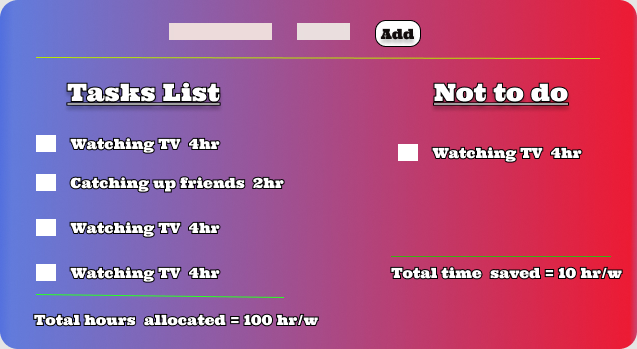 Add
Tasks List
Watching TV 4hr
Catching up friends 2hr
Watching TV 4hr
Watching TV 4hr
Total hours allocated = 100 hr/w
Not to do
Watching TV 4hr
Total time saved = 10 hr/w